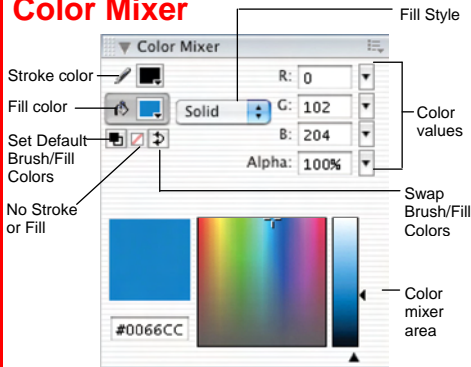 Color Mixer
Fill Style
Color Mixer
Stroke color
R: 0
Fill color
Solid
G: 102
Color
values
B: 204
Set Default
Brush/Fill
Colors
Alpha: 100%
No Stroke
or Fill
Swap
Brush/Fill
Colors
Color
mixer
area
#0066CC